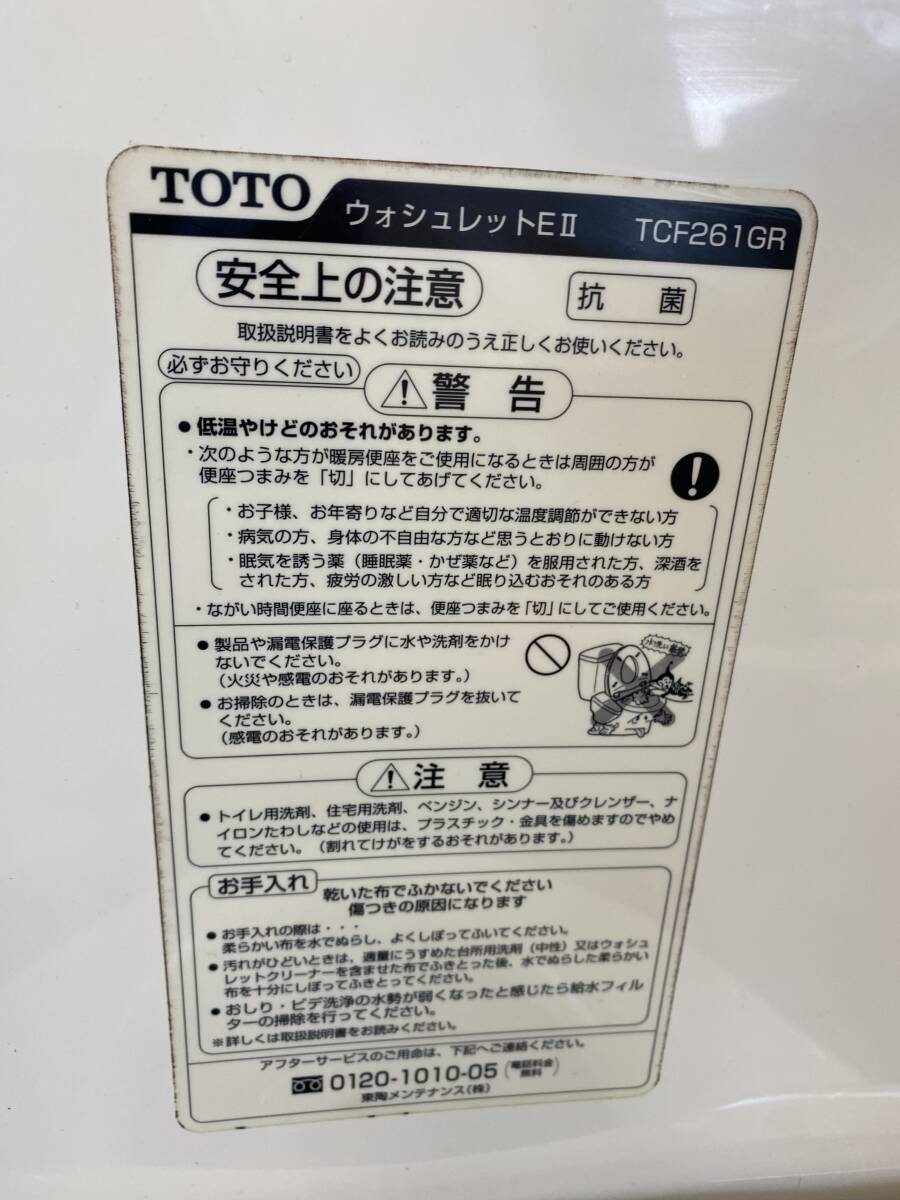 TOTO ウォシュレットEⅡ TCF261GR
安全上の注意 抗菌
取扱説明書をよくお読みのうえ正しくお使いください。
必ずお守りください
警告
●低温やけどのおそれがあります。
・次のような方が暖房便座をご使用になるときは周囲の方が
便座つまみを「切」にしてあげてください。
・お子様、お年寄りなど自分で適切な温度調節ができない方
・病気の方、身体の不自由な方など思うとおりに動けない方
・眠気を誘う薬（睡眠薬・かぜ薬など）を服用された方、深酒を
された方、疲労の激しい方など眠り込むおそれのある方
・ながい時間便座に座るときは、便座つまみを「切」にしてご使用ください。
●製品や漏電保護プラグに水や洗剤をかけ
ないでください。
（火災や感電のおそれがあります。）
●お掃除のときは、漏電保護プラグを抜いて
ください。
（感電のおそれがあります。）
注意
●トイレ用洗剤、住宅用洗剤、ベンジン、シンナー及びクレンザー、ナ
イロンたわしなどの使用は、プラスチック・金具を傷めますのでやめ
てください。（割れてけがをするおそれがあります。）
お手入れ
乾いた布でふかないでください
傷つきの原因になります
●お手入れの際は・・・
柔らかい布を水でぬらし、よくしぼってふいてください。
●汚れがひどいときは、適量にうすめた台所用洗剤（中性）又はウォシュ
レットクリーナーを含ませた布でふきとった後、水でぬらした柔らかい
布を十分にしぼってふきとってください。
●おしり・ビデ洗浄の水勢が弱くなったと感じたら給水フィル
ターの掃除を行ってください。
※詳しくは取扱説明書をお読みください。
アフターサービスのご用命は、下記へご連絡ください。
0120-1010-05（電話料金無料）
東陶メンテナンス（株）